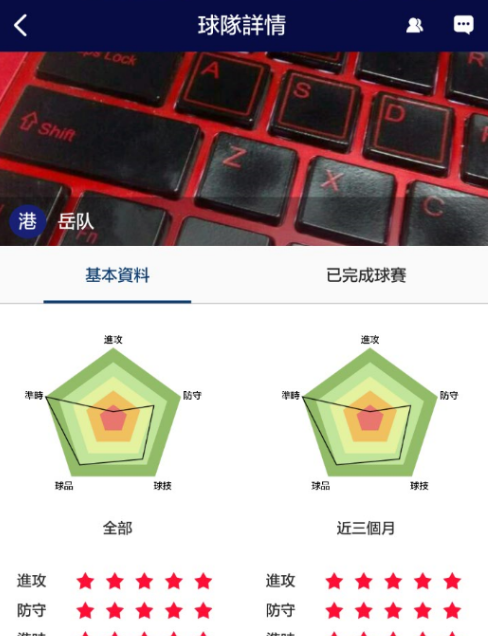 球隊詳情
Caps Lock
A
S
D
R
Shift
Z
X
C
Fn
港 岳队
基本資料 已完成球賽
進攻 進攻
準時 防守 準時 防守
球品 球技 球品 球技
全部 近三個月
進攻 進攻
防守 防守